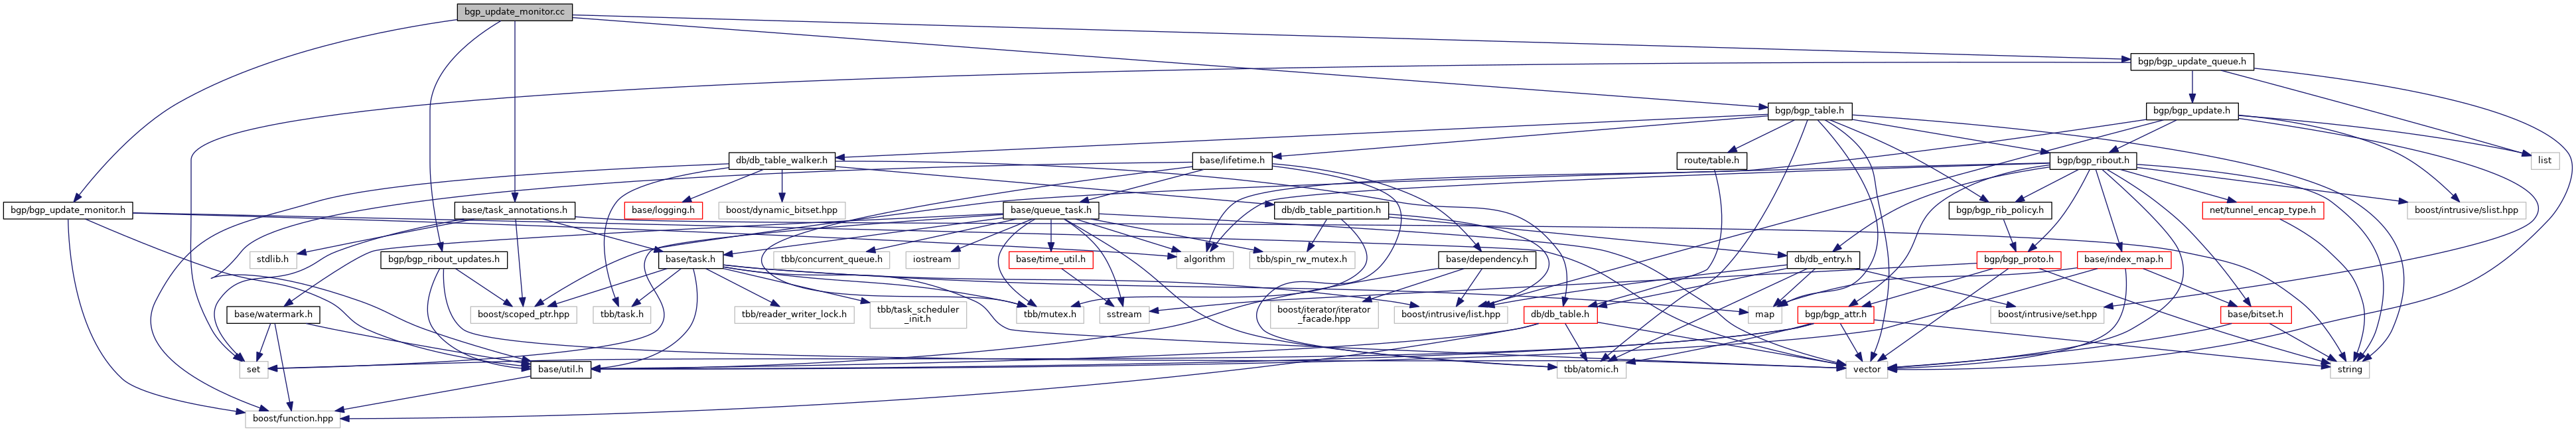 bgp_update_monitor.cc
bgp/bgp_update_queue.h
bgp/bgp_table.h
bgp/bgp_update.h
db/db_table_walker.h
base/lifetime.h
route/table.h
bgp/bgp_ribout.h
list
bgp/bgp_update_monitor.h
base/task_annotations.h
base/logging.h
boost/dynamic_bitset.hpp
base/queue_task.h
db/db_table_partition.h
bgp/bgp_rib_policy.h
net/tunnel_encap_type.h
boost/intrusive/slist.hpp
stdlib.h
bgp/bgp_ribout_updates.h
base/task.h
tbb/concurrent_queue.h
iostream
base/time_util.h
algorithm
tbb/spin_rw_mutex.h
base/dependency.h
db/db_entry.h
bgp/bgp_proto.h
base/index_map.h
base/watermark.h
boost/scoped_ptr.hpp
tbb/task.h
tbb/reader_writer_lock.h
tbb/task_scheduler
_init.h
tbb/mutex.h
sstream
boost/iterator/iterator
_facade.hpp
boost/intrusive/list.hpp
db/db_table.h
map
bgp/bgp_attr.h
boost/intrusive/set.hpp
base/bitset.h
set
base/util.h
tbb/atomic.h
vector
string
boost/function.hpp